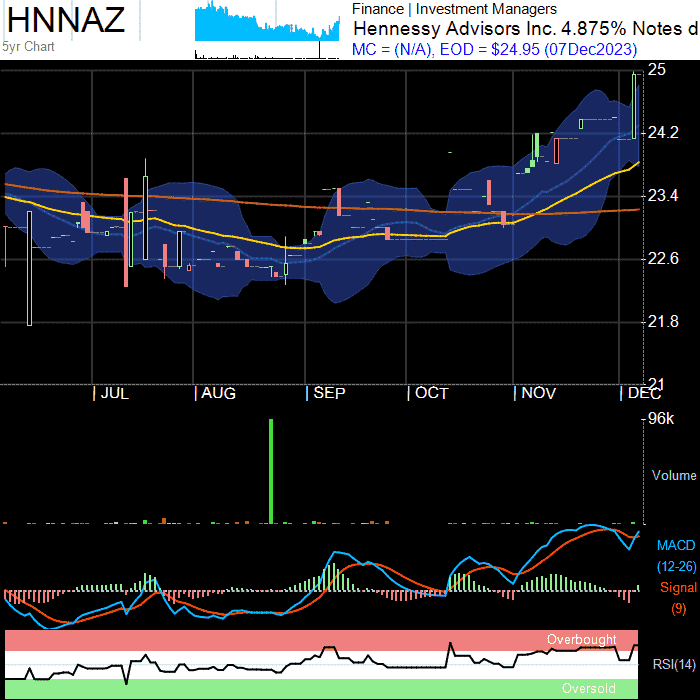 HNNAZ
5yr Chart
Finance | Investment Managers
Hennessy Advisors Inc. 4.875% Notes d
MC = (N/A), EOD = $24.95 (07Dec2023)
25
24.2
23.4
22.6
21.8
21
JUL AUG SEP OCT NOV DEC
96k
Volume
MACD
(12-26)
Signal
(9)
Overbought
RSI(14)
Oversold